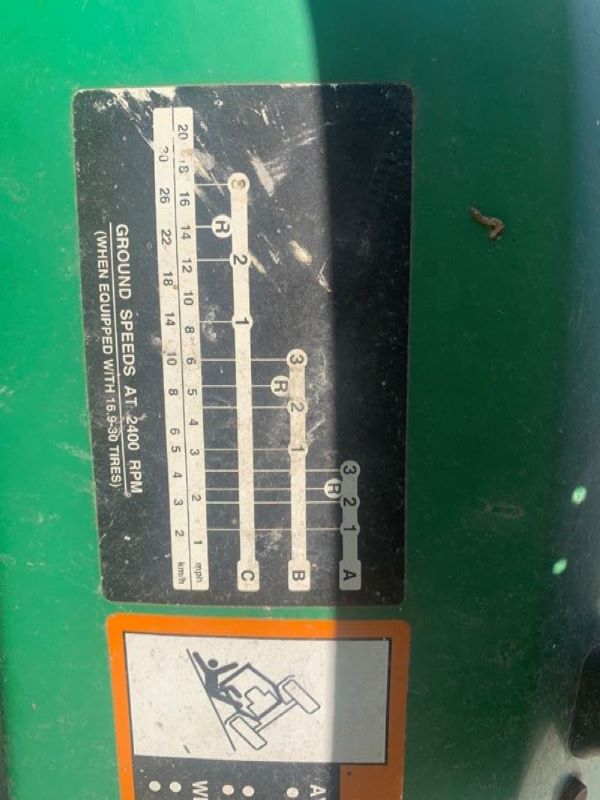 3 2 1 A
R
3 2 1 B
R
3 2 1 C
R
20 18 16 14 12 10 8 6 5 4 3 2 1 mph
30 26 22 18 14 10 8 6 5 4 3 2 km/h
GROUND SPEEDS AT 2400 RPM
(WHEN EQUIPPED WITH 16.9-30 TIRES)